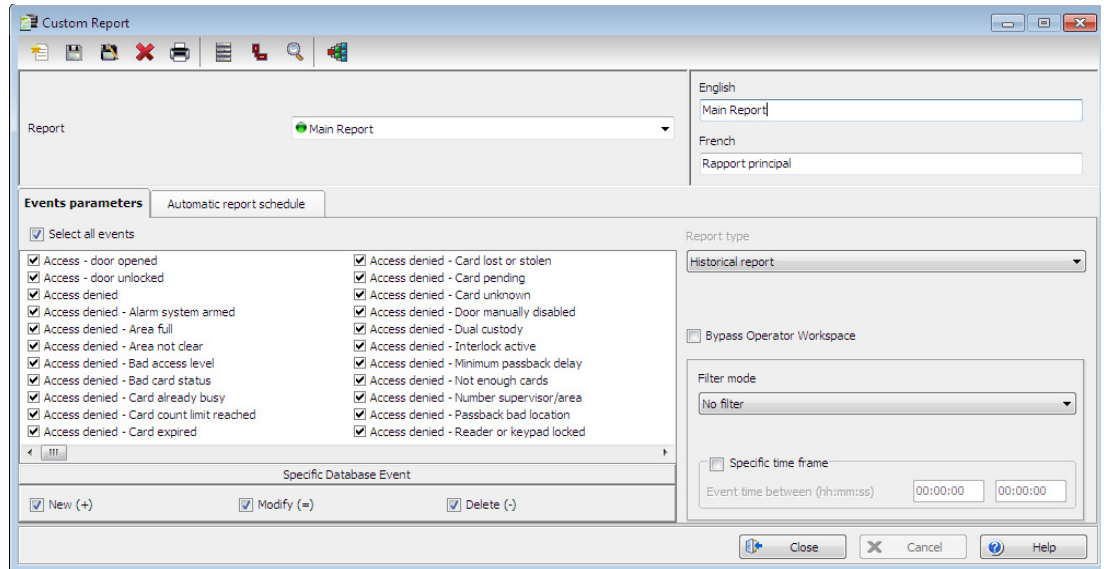 Custom Report
English
Main Report
Report
Main Report
French
Rapport principal
Events parameters
Automatic report schedule
Select all events
Report type
Access - door opened
Access denied - Card lost or stolen
Historical report
Access - door unlocked
Access denied - Card pending
Access denied
Access denied - Card unknown
Access denied - Alarm system armed
Access denied - Door manually disabled
Access denied - Area full
Access denied - Dual custody
Bypass Operator Workspace
Access denied - Area not clear
Access denied - Interlock active
Access denied - Bad access level
Access denied - Minimum passback delay
Access denied - Bad card status
Access denied - Not enough cards
Filter mode
Access denied - Card already busy
Access denied - Number supervisor/area
No filter
Access denied - Card count limit reached
Access denied - Passback bad location
Access denied - Card expired
Access denied - Reader or keypad locked
Specific time frame
Specific Database Event
Event time between (hh:mm:ss)
00:00:00
00:00:00
New (+)
Modify (=)
Delete (-)
Close
Cancel
Help